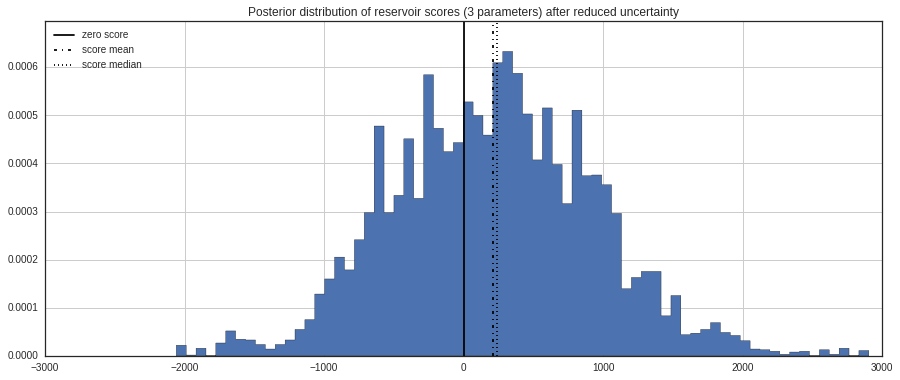 Posterior distribution of reservoir scores (3 parameters) after reduced uncertainty
zero score
score mean
score median
0.0006
0.0005
0.0004
0.0003
0.0002
0.0001
0.0000
−3000 −2000 −1000 0 1000 2000 3000